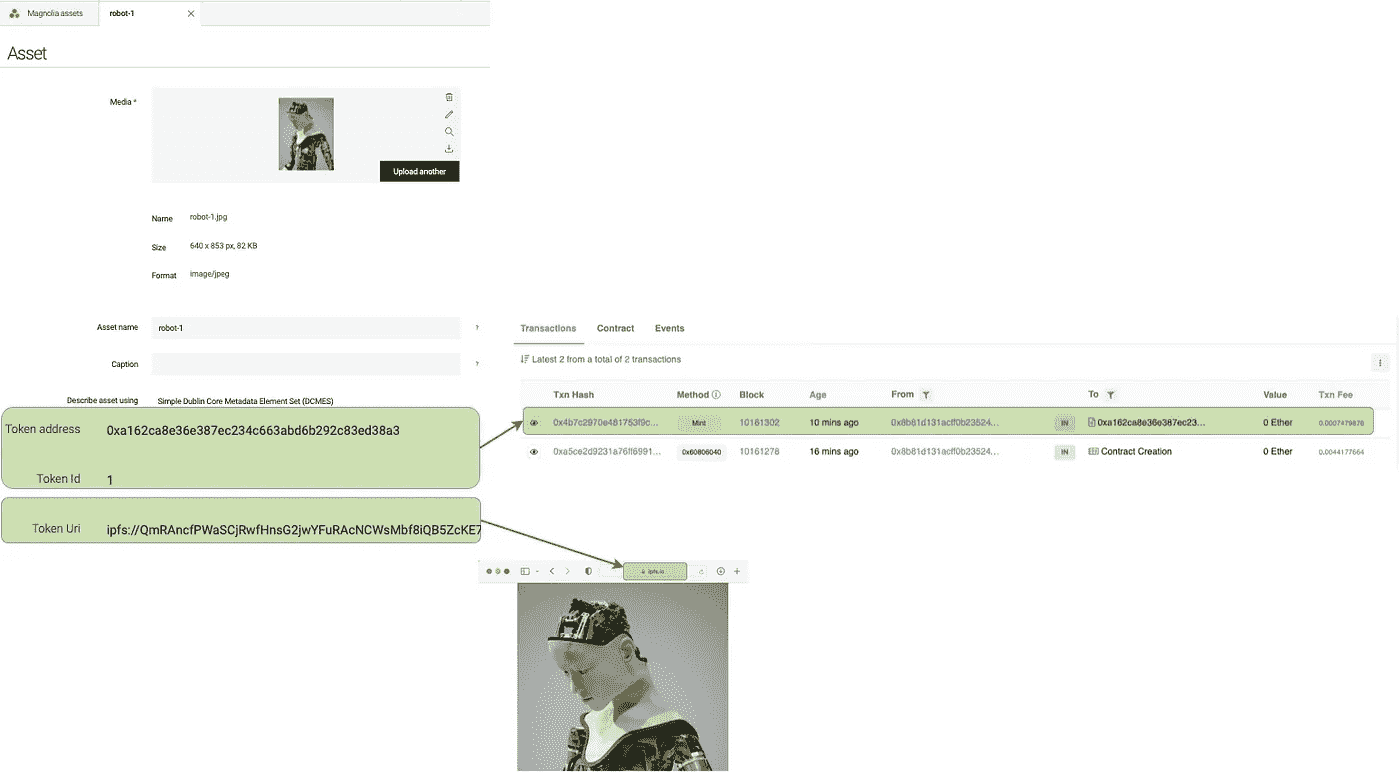 Magnolia assets
robot-1
Asset
Media *
Upload another
Name robot-1.jpg
Size 640 x 853 px, 82 KB
Format image/jpeg
Asset name robot-1 ?
Caption ?
Describe asset using Simple Dublin Core Metadata Element Set (DCMES)
Token address 0xa162ca8e36e387ec234c663abd6b292c83ed38a3
Token Id 1
Token Uri ipfs://QmRAncfPWaSCjRwfHnsG2jwYFuRAcNCWsMbf8iQB5ZcKE7
Transactions Contract Events
Latest 2 from a total of 2 transactions
Txn Hash Method Block Age From To Value Txn Fee
0x4b7c2970e481753f9c... Mint 10161302 10 mins ago 0x8b81d131acff0b23524... IN 0xa162ca8e36e387ec23... 0 Ether 0.0007479876
0xa5ce2d9231a76ff6991... 0x60806040 10161278 16 mins ago 0x8b81d131acff0b23524... IN Contract Creation 0 Ether 0.0044177664
ipfs.io